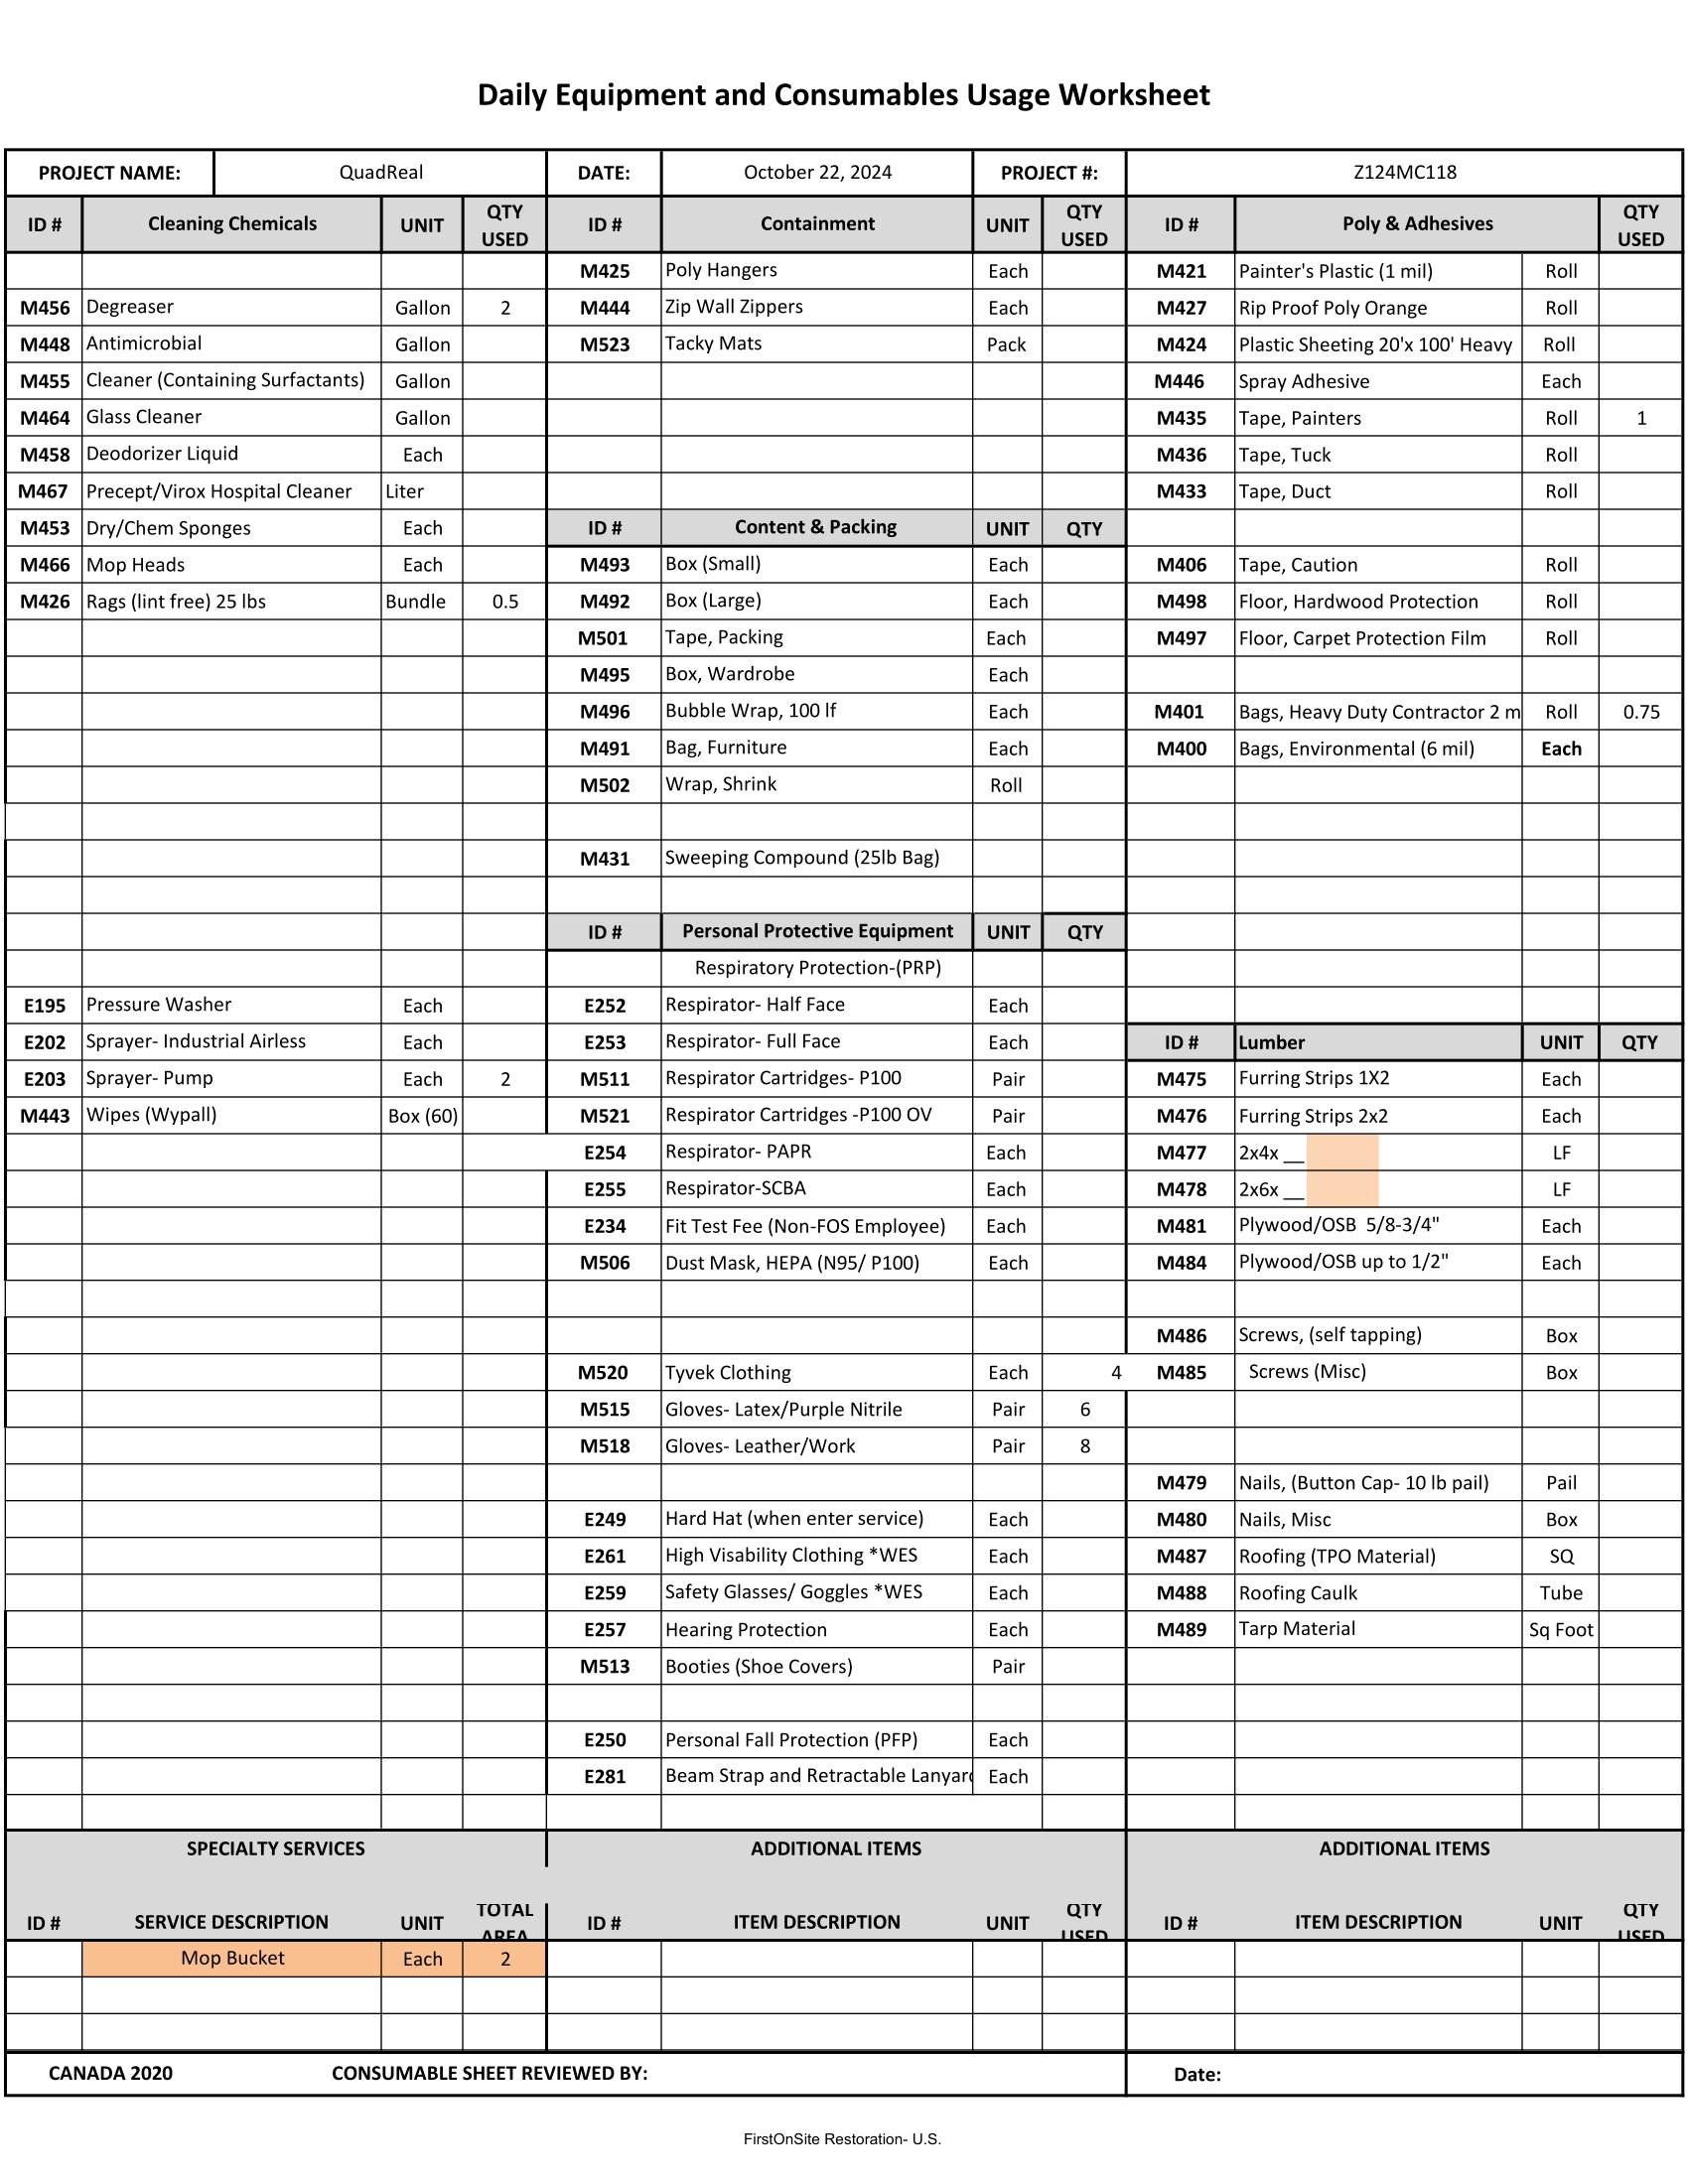 Daily Equipment and Consumables Usage Worksheet
PROJECT NAME: QuadReal DATE: October 22, 2024 PROJECT #: Z124MC118
ID # Cleaning Chemicals UNIT QTY USED ID # Containment UNIT QTY USED ID # Poly & Adhesives QTY USED
M425 Poly Hangers Each M421 Painter's Plastic (1 mil) Roll
M456 Degreaser Gallon 2 M444 Zip Wall Zippers Each M427 Rip Proof Poly Orange Roll
M448 Antimicrobial Gallon M523 Tacky Mats Pack M424 Plastic Sheeting 20'x 100' Heavy Roll
M455 Cleaner (Containing Surfactants) Gallon M446 Spray Adhesive Each
M464 Glass Cleaner Gallon M435 Tape, Painters Roll 1
M458 Deodorizer Liquid Each M436 Tape, Tuck Roll
M467 Precept/Virox Hospital Cleaner Liter M433 Tape, Duct Roll
M453 Dry/Chem Sponges Each ID # Content & Packing UNIT QTY
M466 Mop Heads Each M493 Box (Small) Each M406 Tape, Caution Roll
M426 Rags (lint free) 25 lbs Bundle 0.5 M492 Box (Large) Each M498 Floor, Hardwood Protection Roll
M501 Tape, Packing Each M497 Floor, Carpet Protection Film Roll
M495 Box, Wardrobe Each
M496 Bubble Wrap, 100 lf Each M401 Bags, Heavy Duty Contractor 2 m Roll 0.75
M491 Bag, Furniture Each M400 Bags, Environmental (6 mil) Each
M502 Wrap, Shrink Roll
M431 Sweeping Compound (25lb Bag)
ID # Personal Protective Equipment UNIT QTY
Respiratory Protection-(PRP)
E195 Pressure Washer Each E252 Respirator- Half Face Each
E202 Sprayer- Industrial Airless Each E253 Respirator- Full Face Each ID # Lumber UNIT QTY
E203 Sprayer- Pump Each 2 M511 Respirator Cartridges- P100 Pair M475 Furring Strips 1X2 Each
M443 Wipes (Wypall) Box (60) M521 Respirator Cartridges -P100 OV Pair M476 Furring Strips 2x2 Each
E254 Respirator- PAPR Each M477 2x4x __ LF
E255 Respirator-SCBA Each M478 2x6x __ LF
E234 Fit Test Fee (Non-FOS Employee) Each M481 Plywood/OSB 5/8-3/4" Each
M506 Dust Mask, HEPA (N95/ P100) Each M484 Plywood/OSB up to 1/2" Each
M486 Screws, (self tapping) Box
M520 Tyvek Clothing Each 4 M485 Screws (Misc) Box
M515 Gloves- Latex/Purple Nitrile Pair 6
M518 Gloves- Leather/Work Pair 8
M479 Nails, (Button Cap- 10 lb pail) Pail
E249 Hard Hat (when enter service) Each M480 Nails, Misc Box
E261 High Visability Clothing *WES Each M487 Roofing (TPO Material) SQ
E259 Safety Glasses/ Goggles *WES Each M488 Roofing Caulk Tube
E257 Hearing Protection Each M489 Tarp Material Sq Foot
M513 Booties (Shoe Covers) Pair
E250 Personal Fall Protection (PFP) Each
E281 Beam Strap and Retractable Lanyard Each
SPECIALTY SERVICES ADDITIONAL ITEMS ADDITIONAL ITEMS
ID # SERVICE DESCRIPTION UNIT TOTAL AREA ID # ITEM DESCRIPTION UNIT QTY USED ID # ITEM DESCRIPTION UNIT QTY USED
Mop Bucket Each 2
CANADA 2020 CONSUMABLE SHEET REVIEWED BY: Date:
FirstOnSite Restoration- U.S.